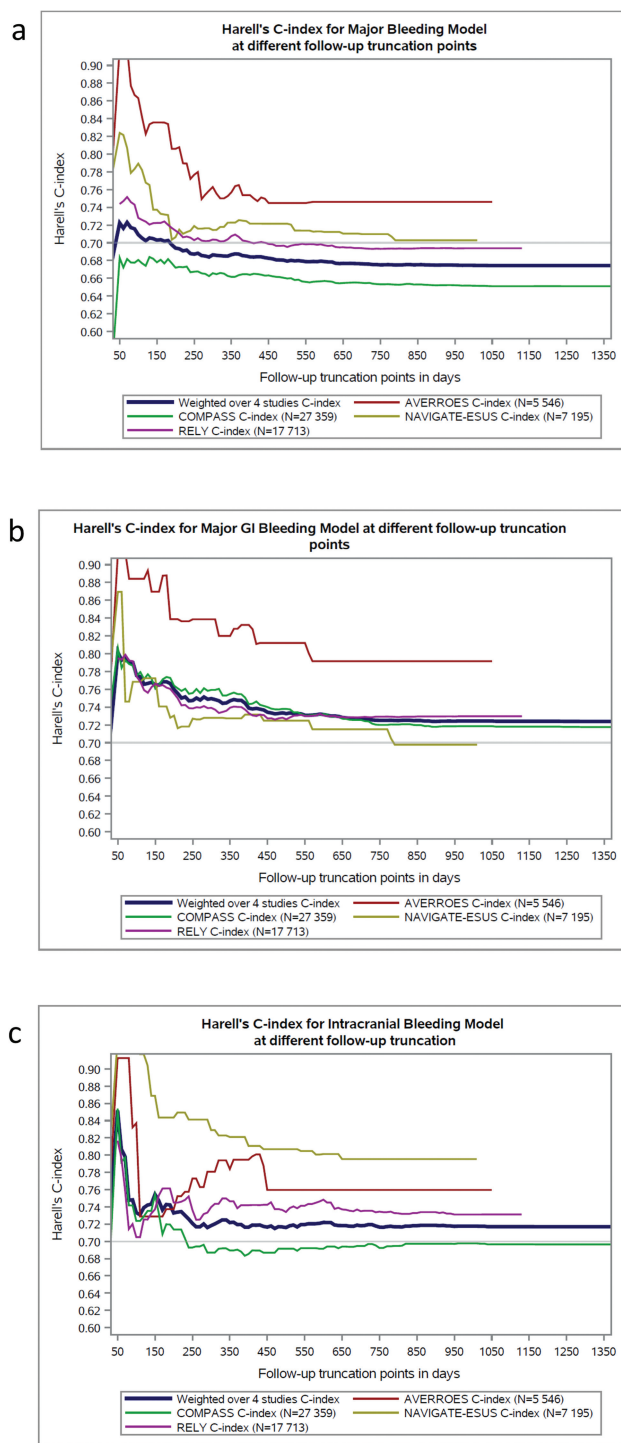 a
Harell's C-index for Major Bleeding Model
at different follow-up truncation points
Harell's C-index
0.90
0.88
0.86
0.84
0.82
0.80
0.78
0.76
0.74
0.72
0.70
0.68
0.66
0.64
0.62
0.60
50 150 250 350 450 550 650 750 850 950 1050 1150 1250 1350
Follow-up truncation points in days
Weighted over 4 studies C-index AVERROES C-index (N=5 546)
COMPASS C-index (N=27 359) NAVIGATE-ESUS C-index (N=7 195)
RELY C-index (N=17 713)
b
Harell's C-index for Major GI Bleeding Model at different follow-up truncation
points
Harell's C-index
0.90
0.88
0.86
0.84
0.82
0.80
0.78
0.76
0.74
0.72
0.70
0.68
0.66
0.64
0.62
0.60
50 150 250 350 450 550 650 750 850 950 1050 1150 1250 1350
Follow-up truncation points in days
Weighted over 4 studies C-index AVERROES C-index (N=5 546)
COMPASS C-index (N=27 359) NAVIGATE-ESUS C-index (N=7 195)
RELY C-index (N=17 713)
c
Harell's C-index for Intracranial Bleeding Model
at different follow-up truncation
Harell's C-index
0.90
0.88
0.86
0.84
0.82
0.80
0.78
0.76
0.74
0.72
0.70
0.68
0.66
0.64
0.62
0.60
50 150 250 350 450 550 650 750 850 950 1050 1150 1250 1350
Follow-up truncation points in days
Weighted over 4 studies C-index AVERROES C-index (N=5 546)
COMPASS C-index (N=27 359) NAVIGATE-ESUS C-index (N=7 195)
RELY C-index (N=17 713)